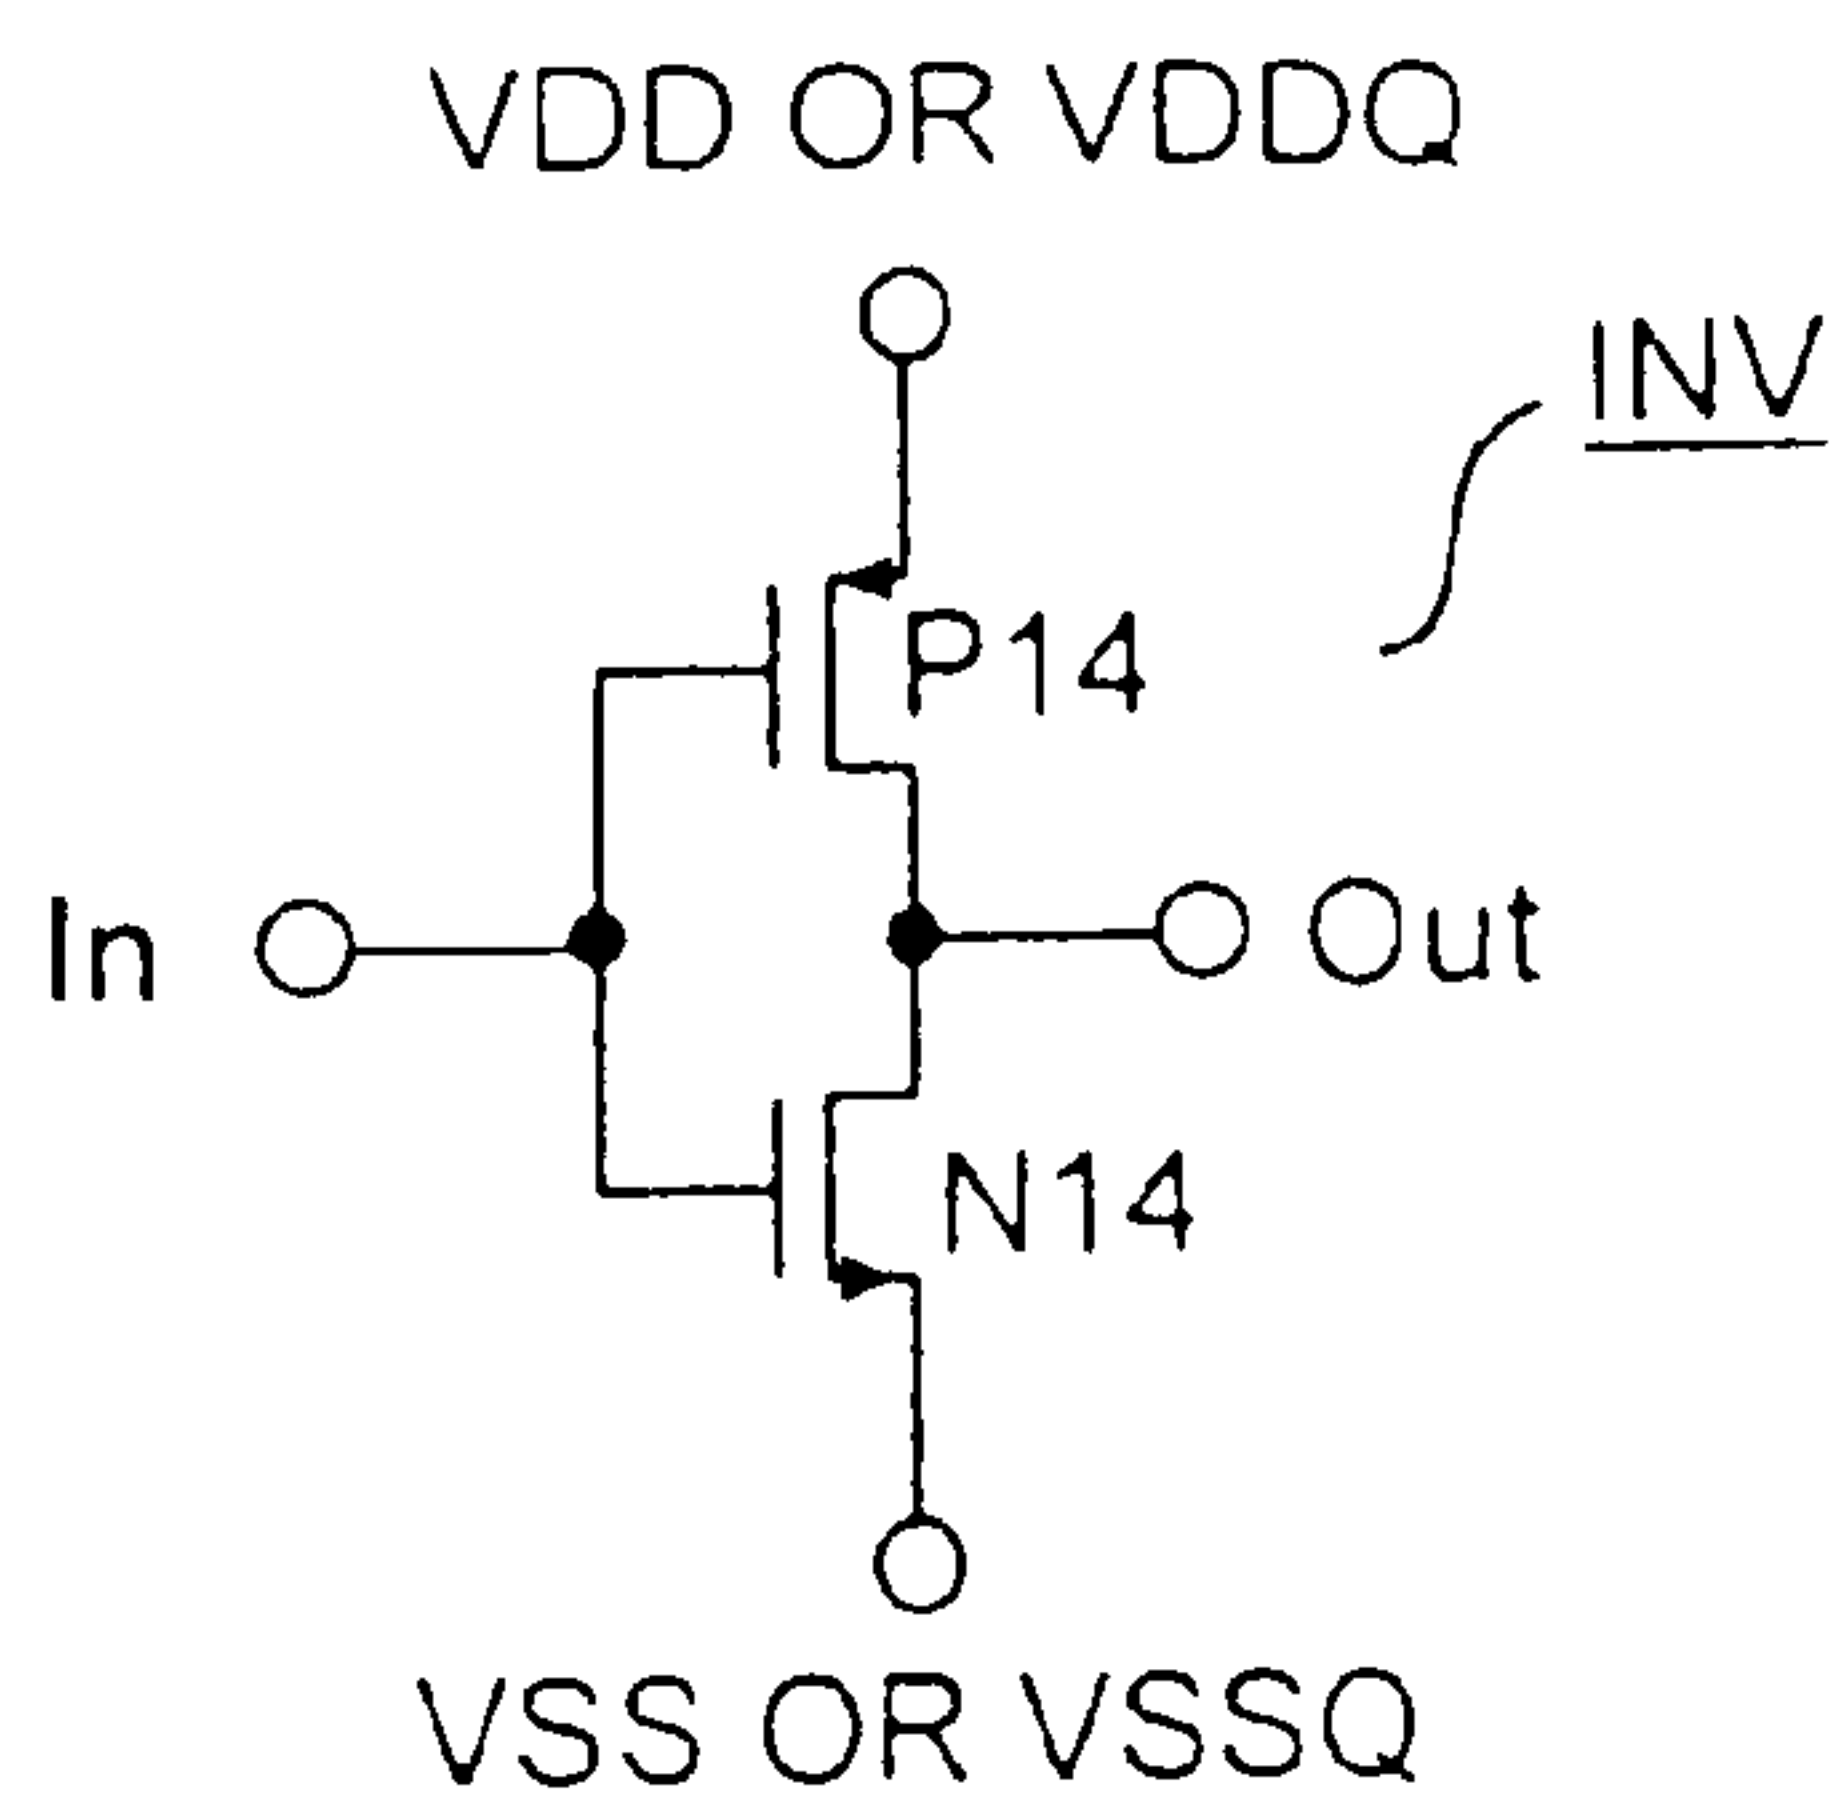 VDD OR VDDQ
INV
P14
In
Out
N14
VSS OR VSSQ